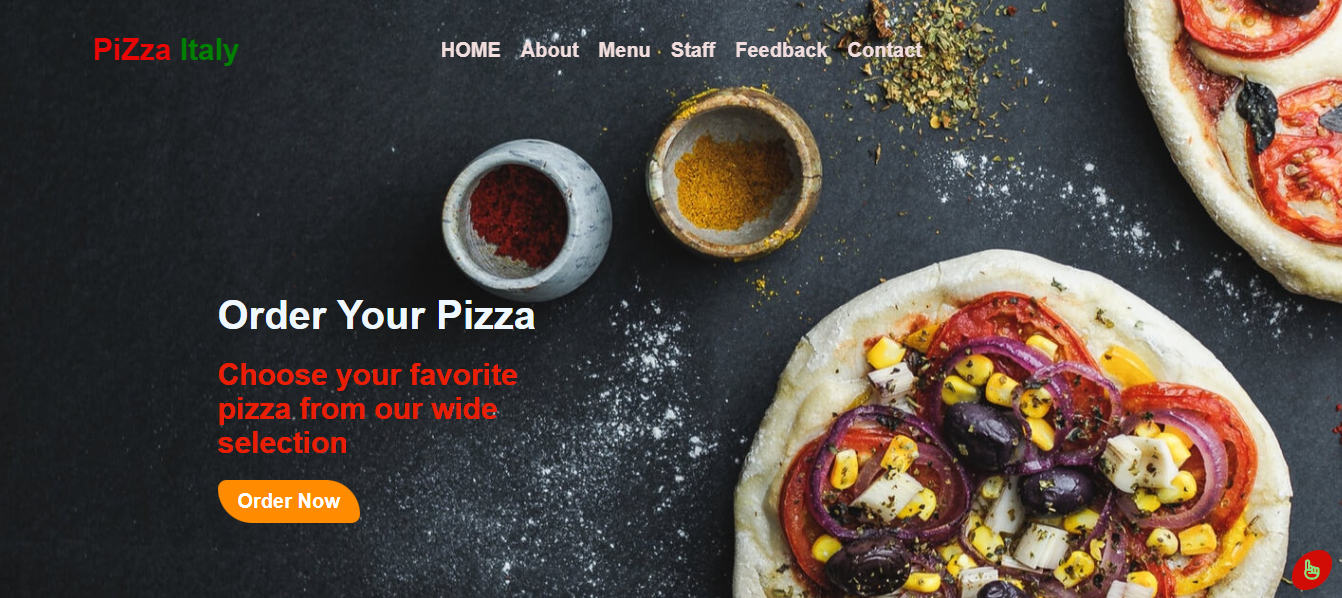 PiZza Italy
HOME About Menu Staff Feedback Contact
Order Your Pizza
Choose your favorite
pizza from our wide
selection
Order Now